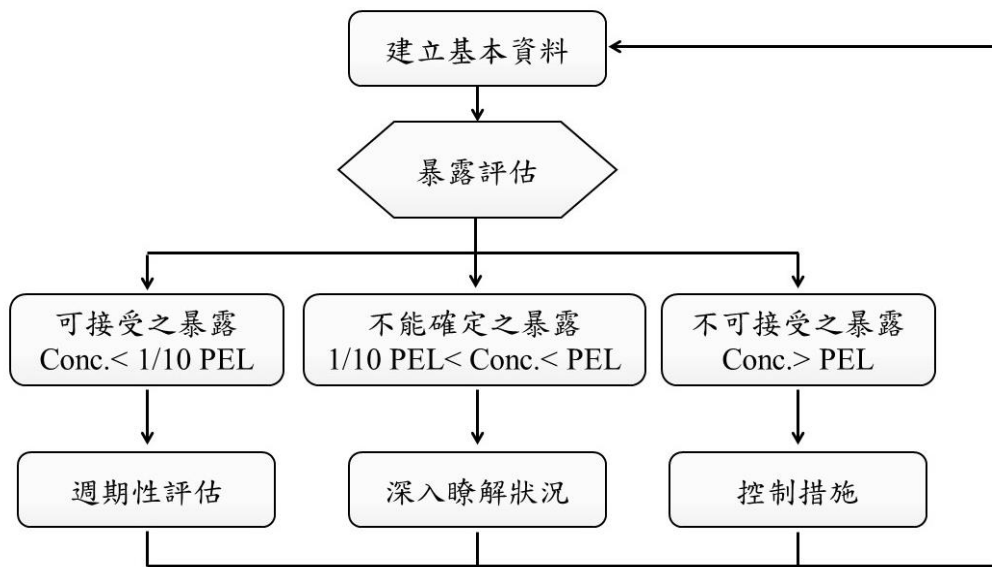 建立基本資料
暴露評估
可接受之暴露
Conc.< 1/10 PEL
不能確定之暴露
1/10 PEL< Conc.< PEL
不可接受之暴露
Conc.> PEL
週期性評估
深入瞭解狀況
控制措施